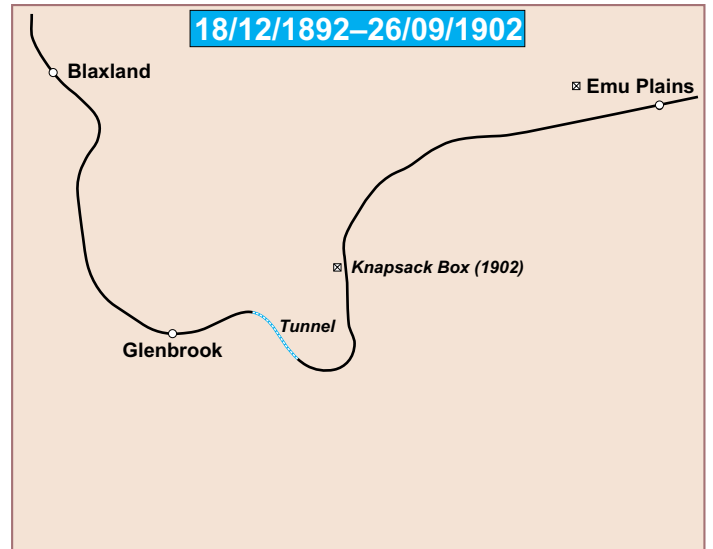 18/12/1892–26/09/1902
Blaxland
Emu Plains
Knapsack Box (1902)
Tunnel
Glenbrook